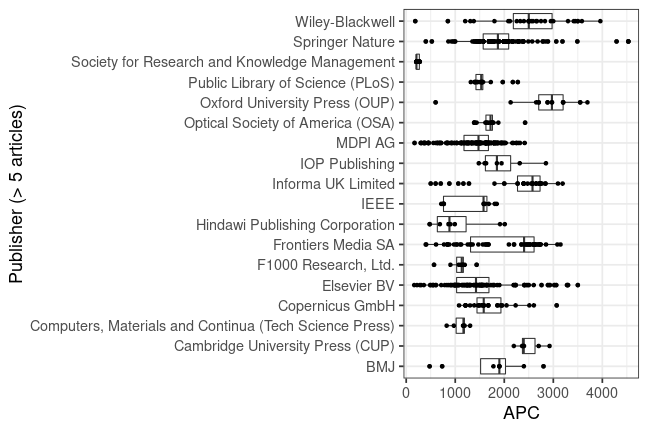 Publisher (> 5 articles)
Wiley-Blackwell
Springer Nature
Society for Research and Knowledge Management
Public Library of Science (PLoS)
Oxford University Press (OUP)
Optical Society of America (OSA)
MDPI AG
IOP Publishing
Informa UK Limited
IEEE
Hindawi Publishing Corporation
Frontiers Media SA
F1000 Research, Ltd.
Elsevier BV
Copernicus GmbH
Computers, Materials and Continua (Tech Science Press)
Cambridge University Press (CUP)
BMJ
0 1000 2000 3000 4000
APC